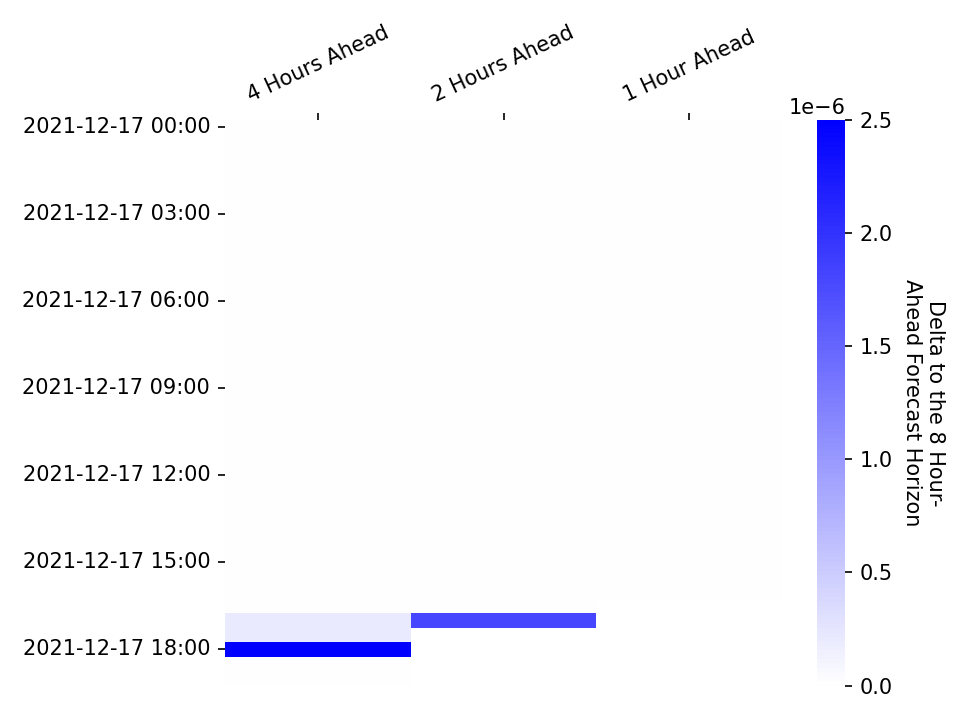 4 Hours Ahead
2 Hours Ahead
1 Hour Ahead
1e−6
2021-12-17 00:00
2021-12-17 03:00
2021-12-17 06:00
2021-12-17 09:00
2021-12-17 12:00
2021-12-17 15:00
2021-12-17 18:00
2.5
2.0
1.5
1.0
0.5
0.0
Delta to the 8 Hour-
Ahead Forecast Horizon